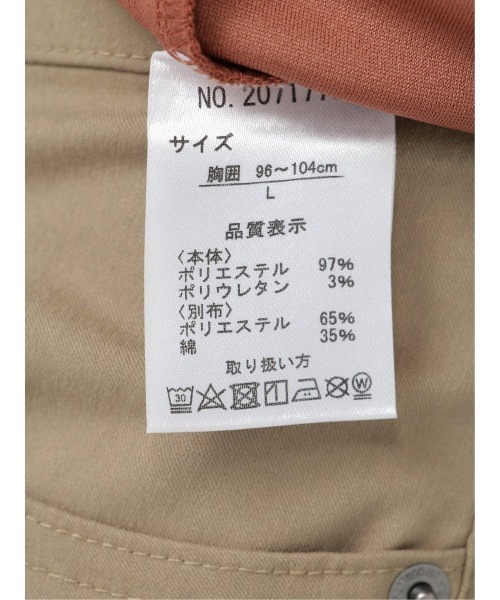 NO. 207177
サイズ
胸囲 96～104cm
L
品質表示
〈本体〉
ポリエステル 97%
ポリウレタン 3%
〈別布〉
ポリエステル 65%
綿 35%
取り扱い方
30
W